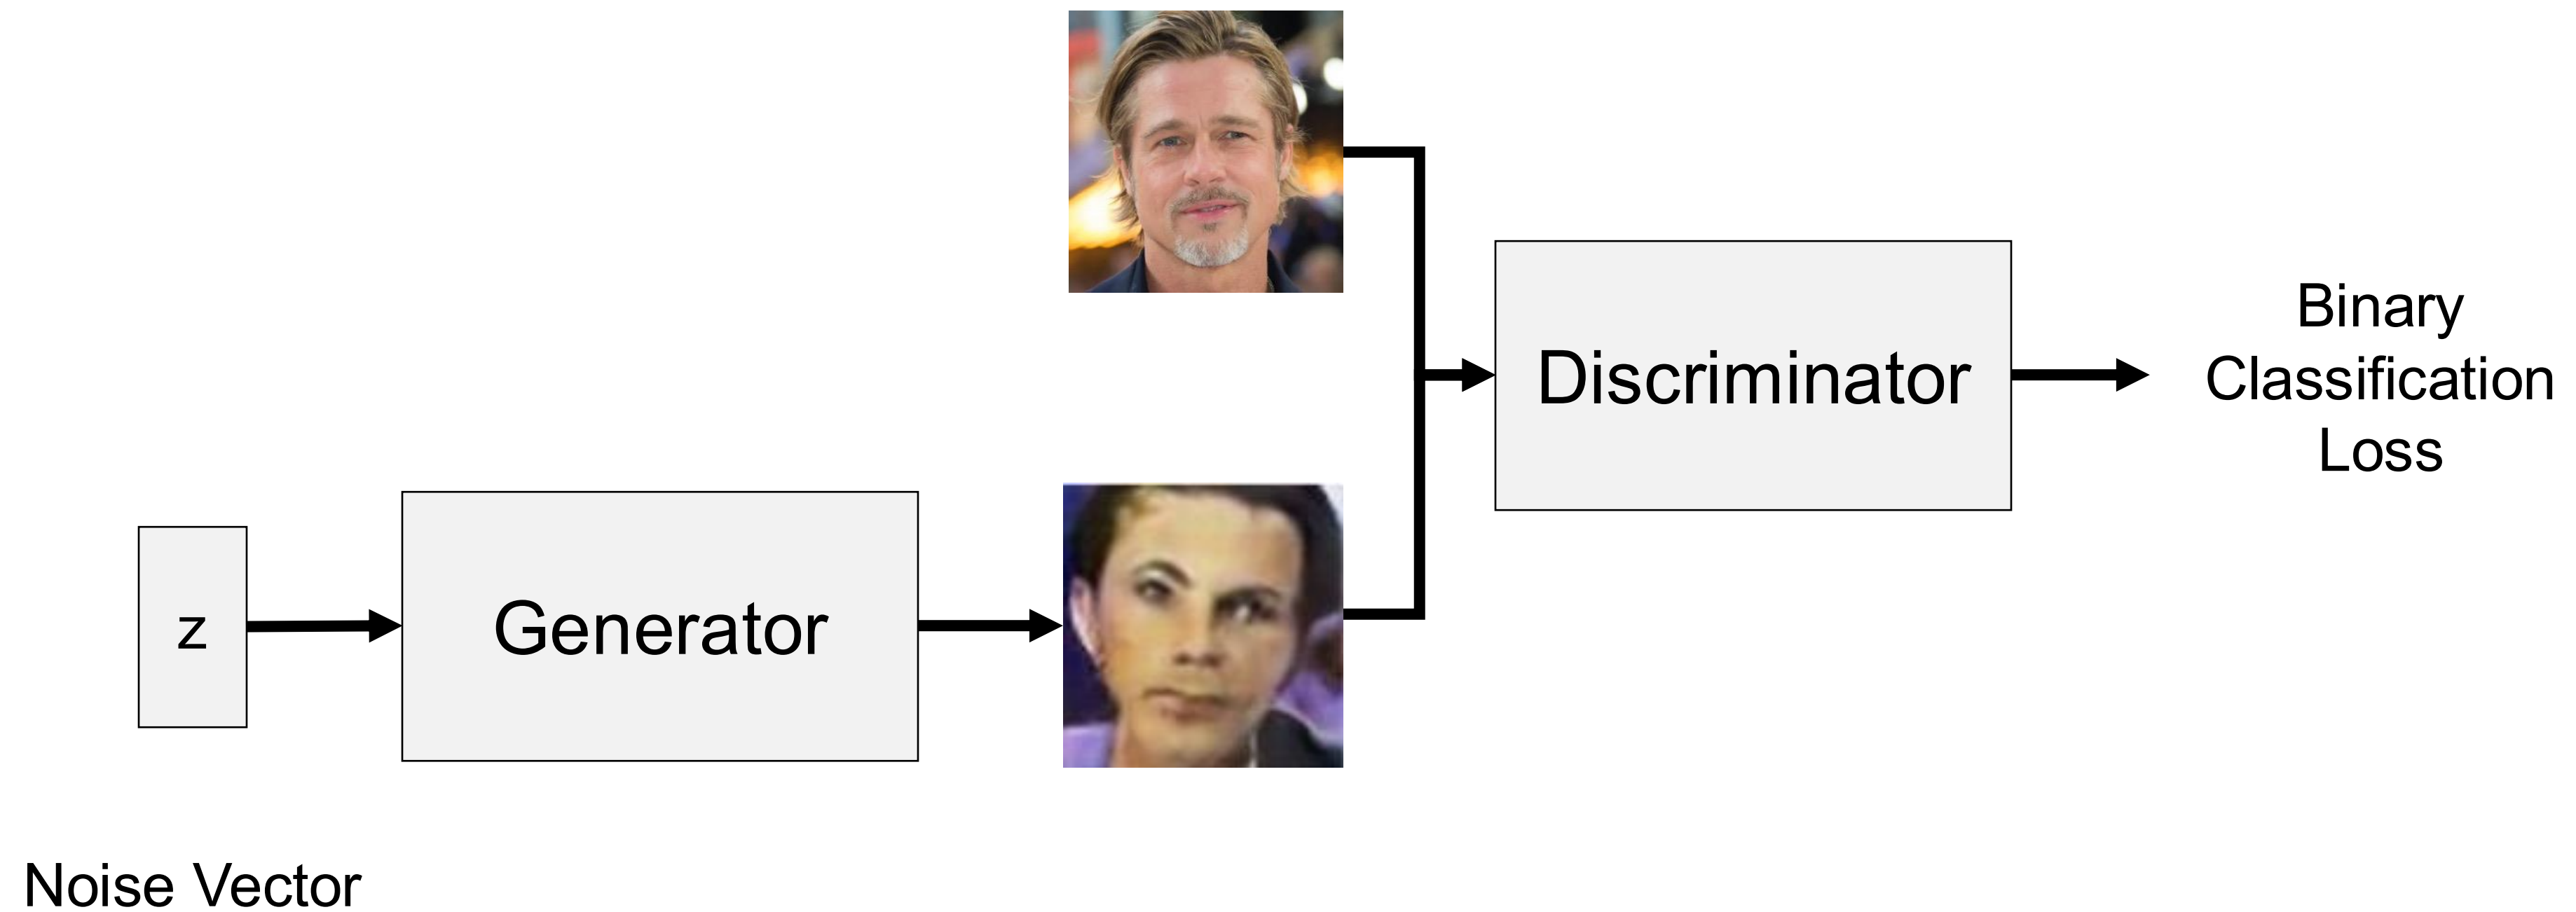 Discriminator
Binary
Classification
Loss
z
Generator
Noise Vector